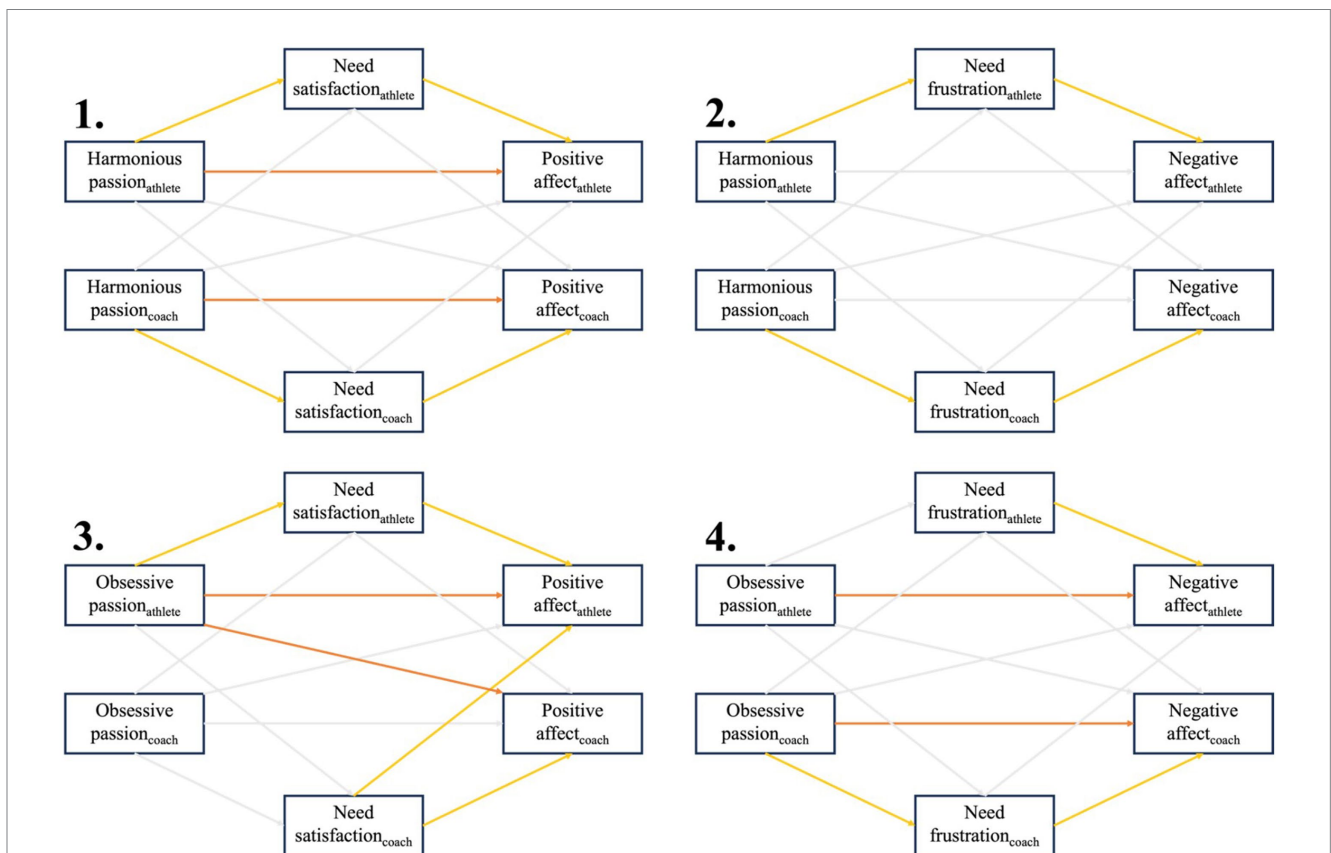 1.
Need
satisfactionathlete
Harmonious
passionathlete
Positive
affectathlete
Harmonious
passioncoach
Positive
affectcoach
Need
satisfactioncoach
2.
Need
frustrationathlete
Harmonious
passionathlete
Negative
affectathlete
Harmonious
passioncoach
Negative
affectcoach
Need
frustrationcoach
3.
Need
satisfactionathlete
Obsessive
passionathlete
Positive
affectathlete
Obsessive
passioncoach
Positive
affectcoach
Need
satisfactioncoach
4.
Need
frustrationathlete
Obsessive
passionathlete
Negative
affectathlete
Obsessive
passioncoach
Negative
affectcoach
Need
frustrationcoach